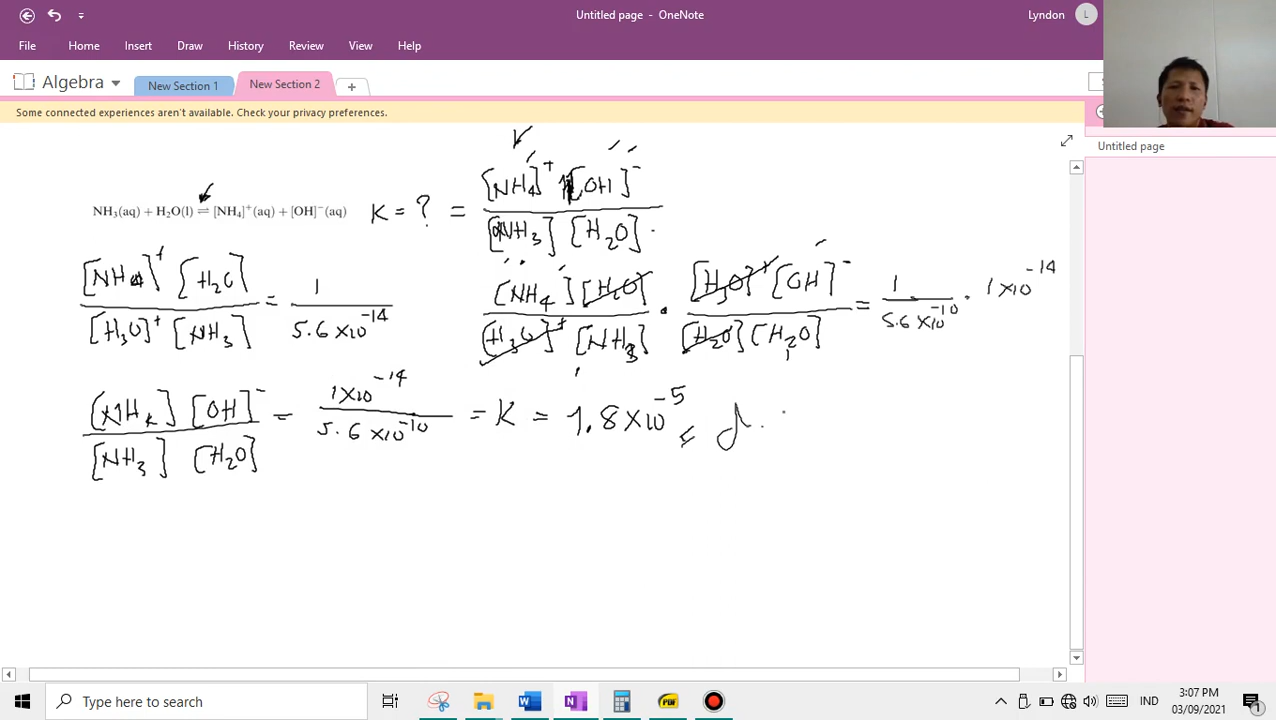 Untitled page - OneNote
Lyndon L
File Home Insert Draw History Review View Help
Algebra New Section 1 New Section 2 +
Some connected experiences aren't available. Check your privacy preferences.
Untitled page
NH₃(aq) + H₂O(l) ⇌ [NH₄]⁺(aq) + [OH]⁻(aq)
K = ? = [NH₄]⁺ [OH]⁻ / [NH₃] [H₂O]
[NH₄]⁺ [H₂O] / [H₃O]⁺ [NH₃] = 1 / 5.6 x10⁻¹⁴
[NH₄] [H₂O] / [H₃O]⁺ [NH₃] · [H₃O]⁺ [OH]⁻ / [H₂O] [H₂O] = 1 / 5.6 x10⁻¹⁰ · 1 x10⁻¹⁴
[OH]⁻ / [NH₃] [H₂O] = 1 x10⁻¹⁴ / 5.6 x10⁻¹⁰ = K = 1.8 x10⁻⁵
Type here to search
IND
3:07 PM
03/09/2021
1